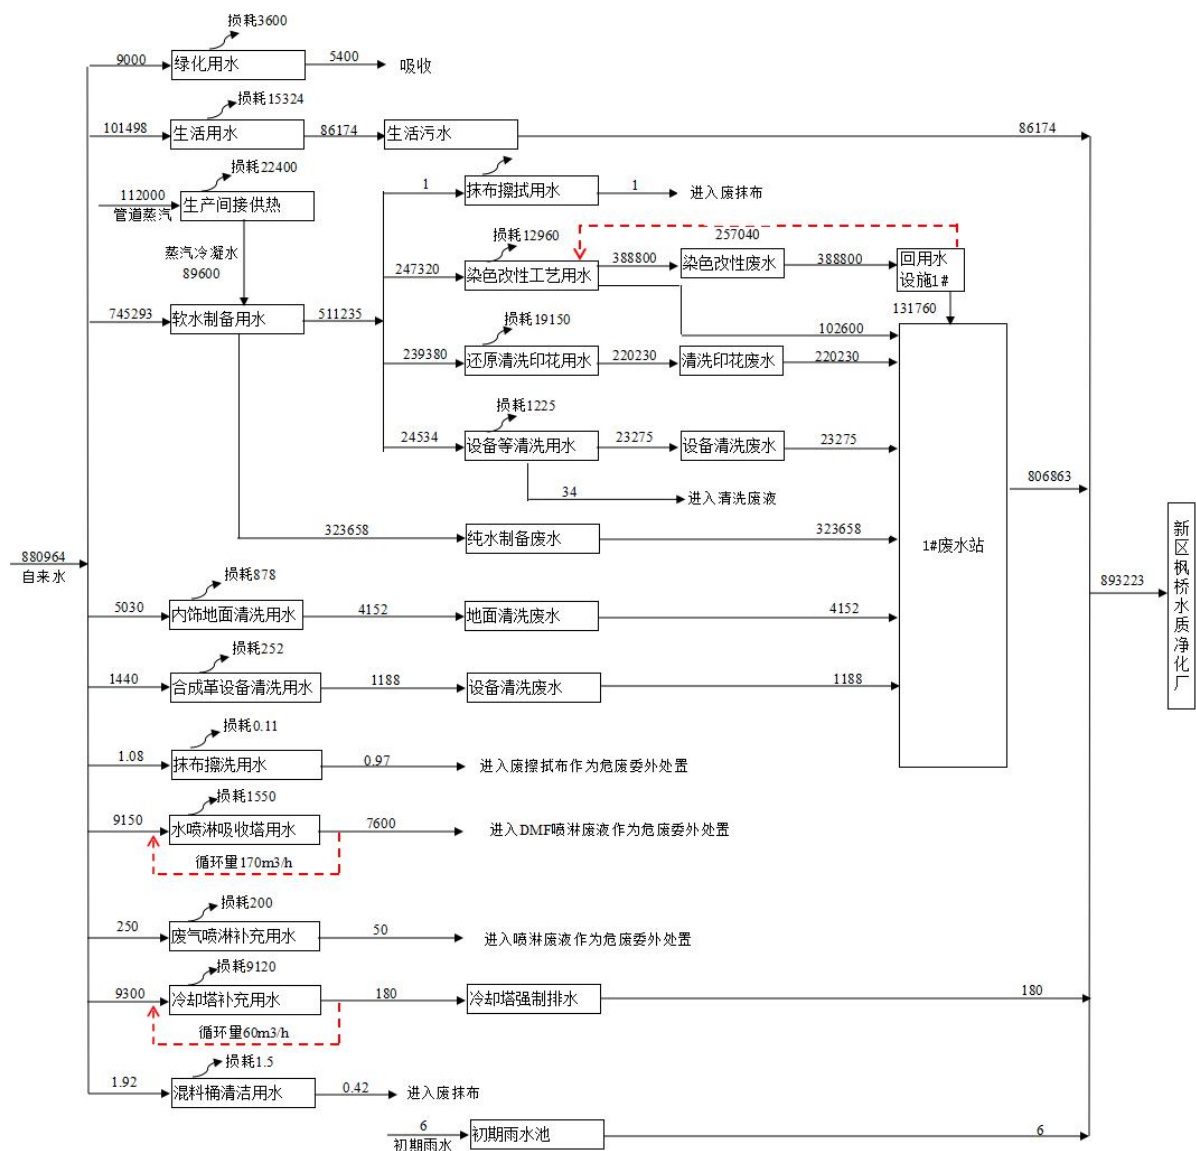 损耗3600
9000
绿化用水
5400
吸收
损耗15324
101498
生活用水
86174
生活污水
86174
损耗22400
112000
管道蒸汽
生产间接供热
1
抹布擦拭用水
1
进入废抹布
蒸汽冷凝水
89600
损耗12960
257040
247320
染色改性工艺用水
388800
染色改性废水
388800
回用水
设施1#
131760
745293
软水制备用水
511235
102600
损耗19150
239380
还原清洗印花用水
220230
清洗印花废水
220230
损耗1225
24534
设备等清洗用水
23275
设备清洗废水
23275
34
进入清洗废液
806863
323658
纯水制备废水
323658
1#废水站
880964
自来水
893223
新区枫桥水质净化厂
损耗878
5030
内饰地面清洗用水
4152
地面清洗废水
4152
损耗252
1440
合成革设备清洗用水
1188
设备清洗废水
1188
损耗0.11
1.08
抹布擦洗用水
0.97
进入废擦拭布作为危废委外处置
损耗1550
9150
水喷淋吸收塔用水
7600
进入DMF喷淋废液作为危废委外处置
循环量170m3/h
损耗200
250
废气喷淋补充用水
50
进入喷淋废液作为危废委外处置
损耗9120
9300
冷却塔补充用水
180
冷却塔强制排水
180
循环量60m3/h
损耗1.5
1.92
混料桶清洁用水
0.42
进入废抹布
6
初期雨水
初期雨水池
6